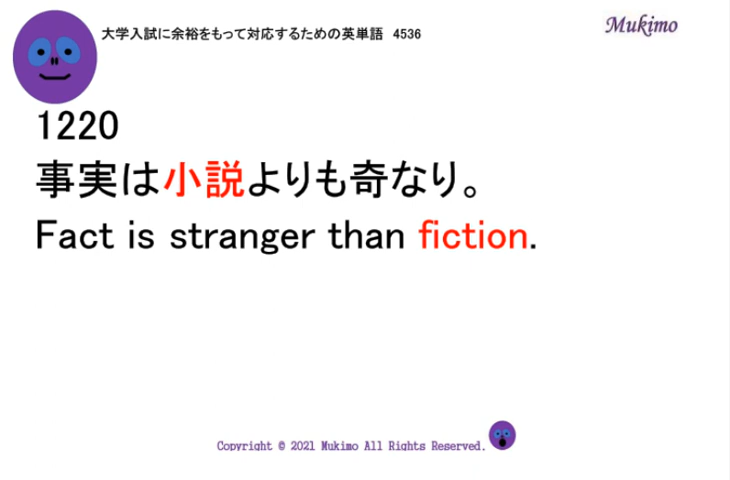 大学入試に余裕をもって対応するための英単語 4536
Mukimo
1220
事実は小説よりも奇なり。
Fact is stranger than fiction.
Copyright © 2021 Mukimo All Rights Reserved.